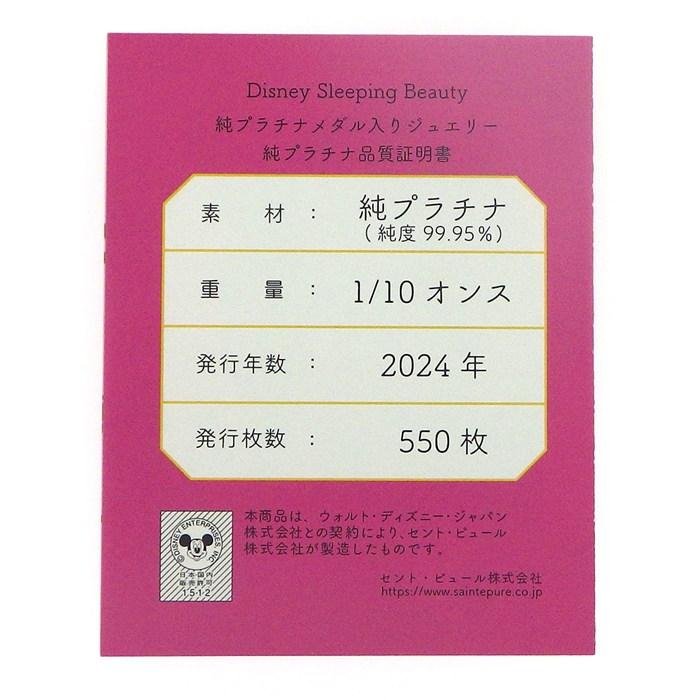 Disney Sleeping Beauty
純プラチナメダル入りジュエリー
純プラチナ品質証明書
素 材 : 純プラチナ
(純度 99.95%)
重 量 : 1/10 オンス
発行年数 : 2024 年
発行枚数 : 550 枚
本商品は、ウォルト・ディズニー・ジャパン
株式会社との契約により、セント・ピュール
株式会社が製造したものです。
©DISNEY ENTERPRISES, INC
日本国内
販売許可
1512
セント・ピュール株式会社
https://www.saintepure.co.jp